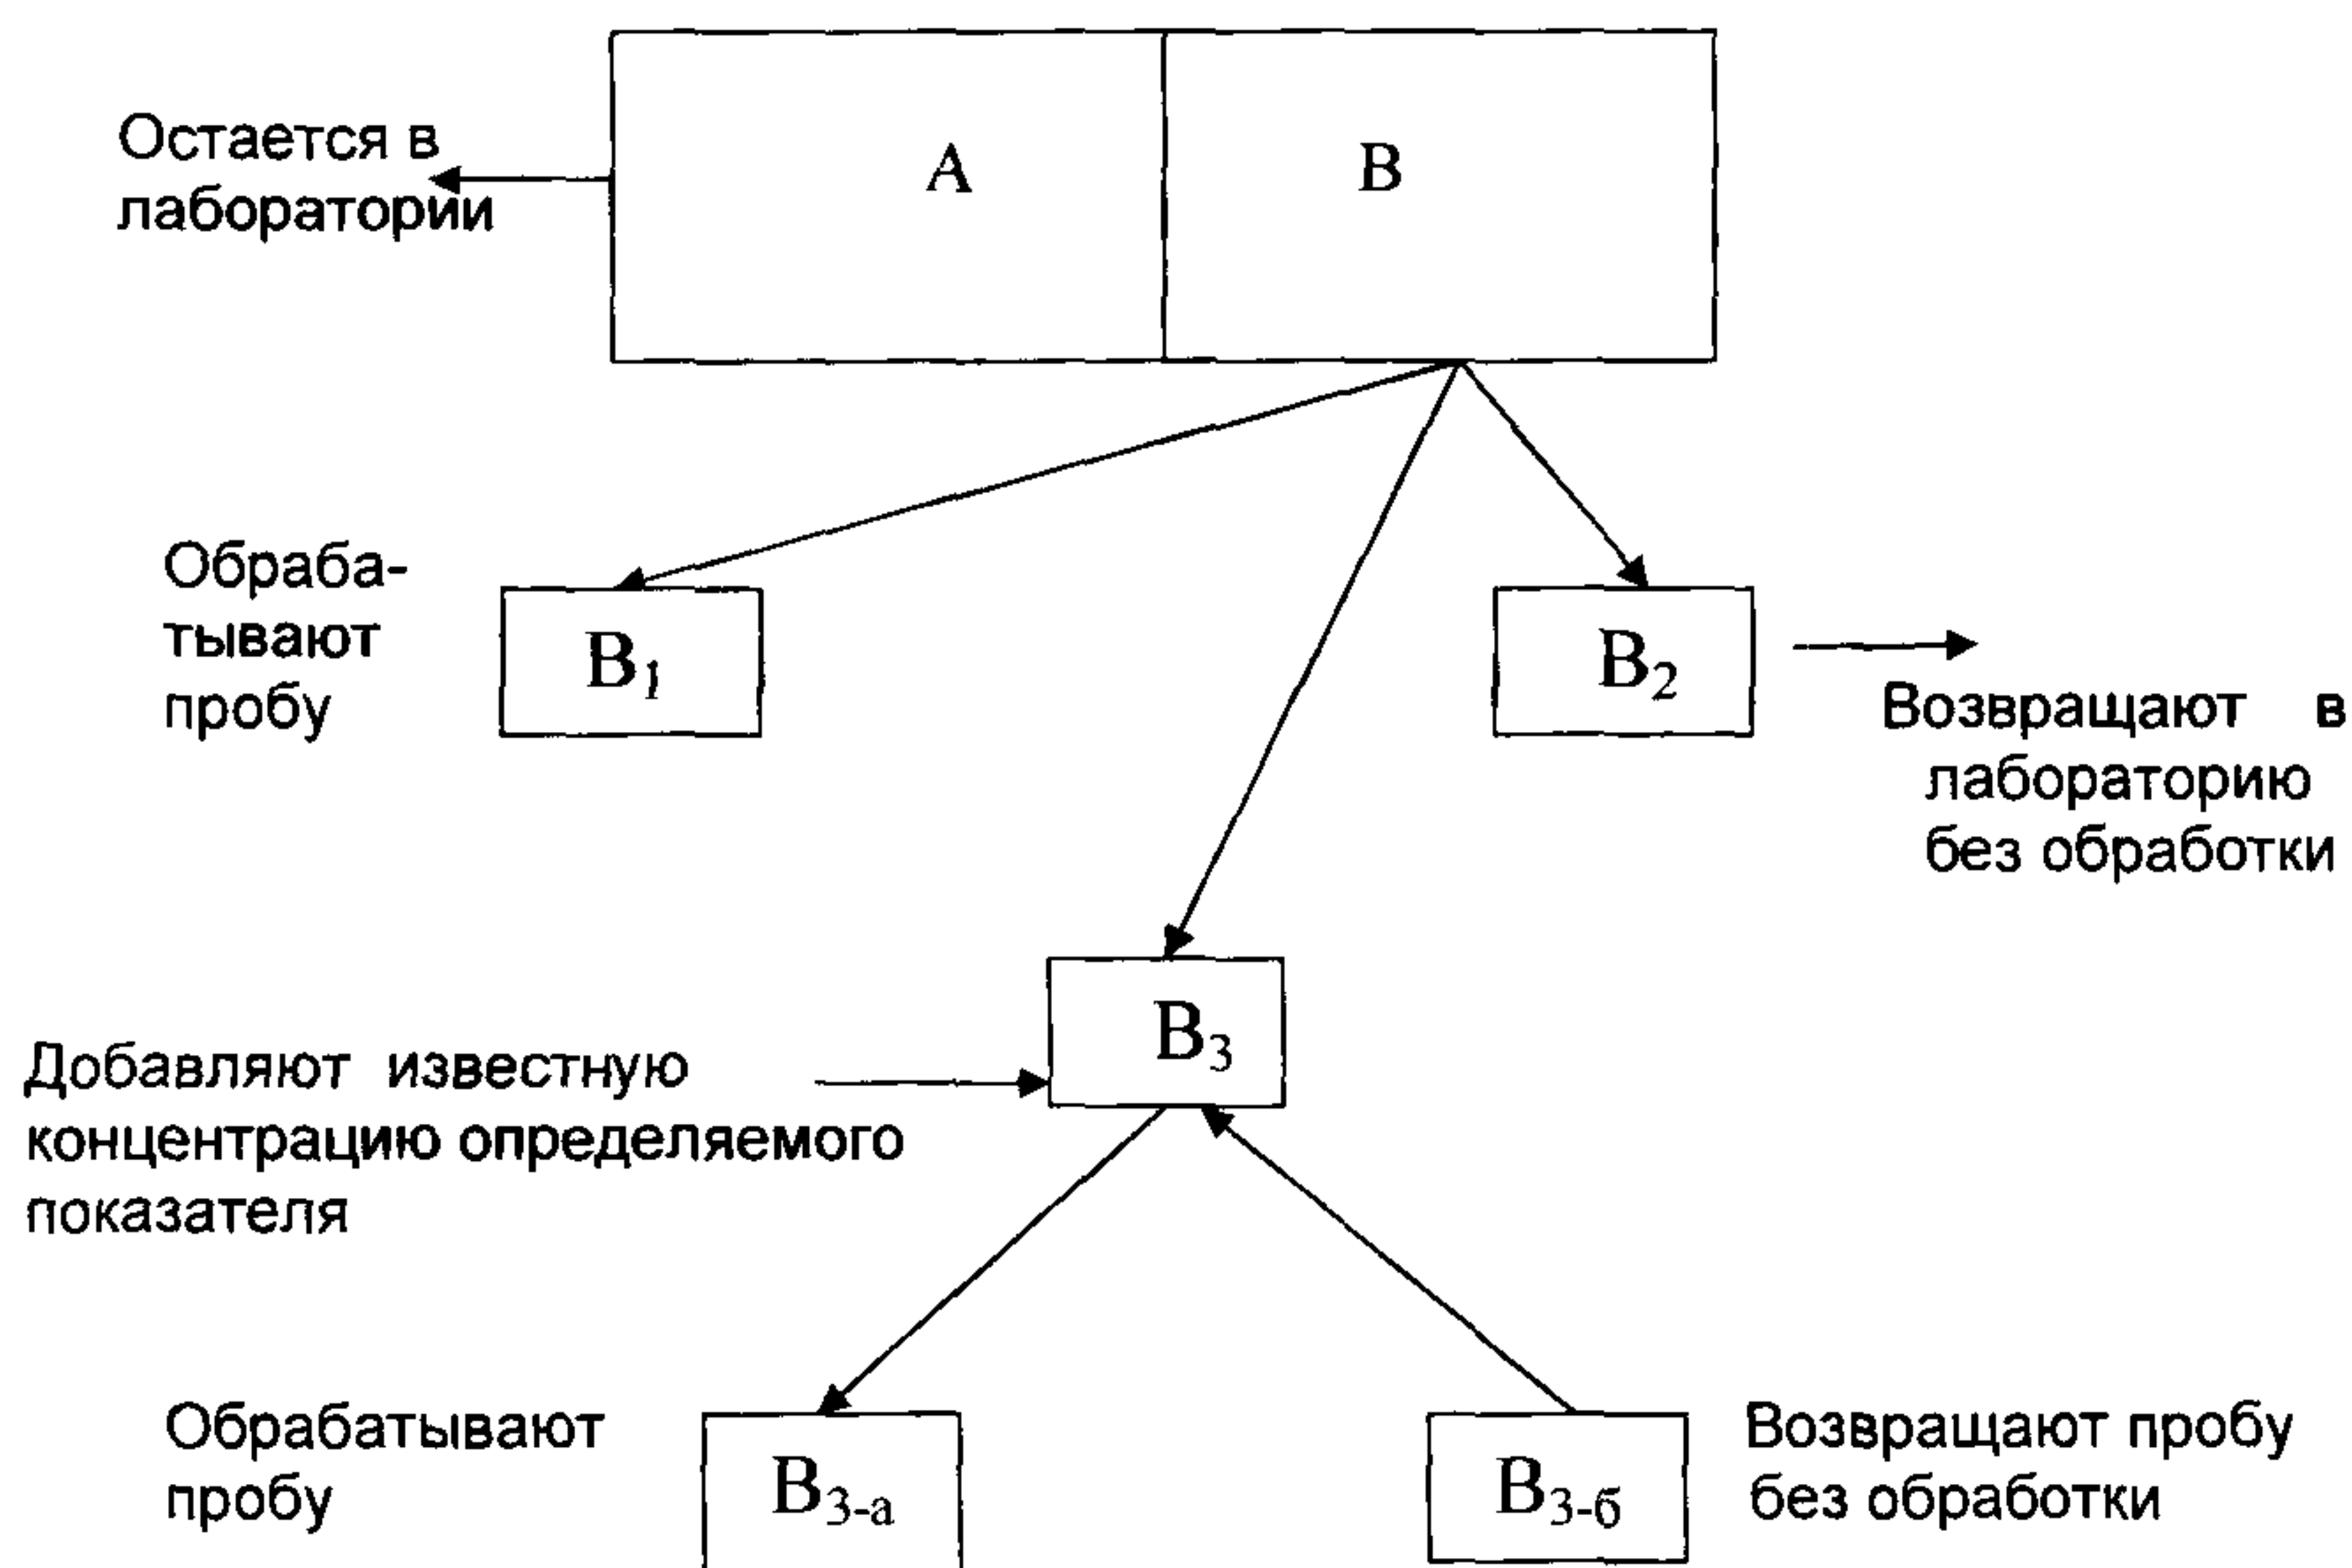 Остается в
лаборатории
A
B
Обраба-
тывают
пробу
B1
B2
Возвращают в
лабораторию
без обработки
B3
Добавляют известную
концентрацию определяемого
показателя
Обрабатывают
пробу
B3-а
B3-б
Возвращают пробу
без обработки